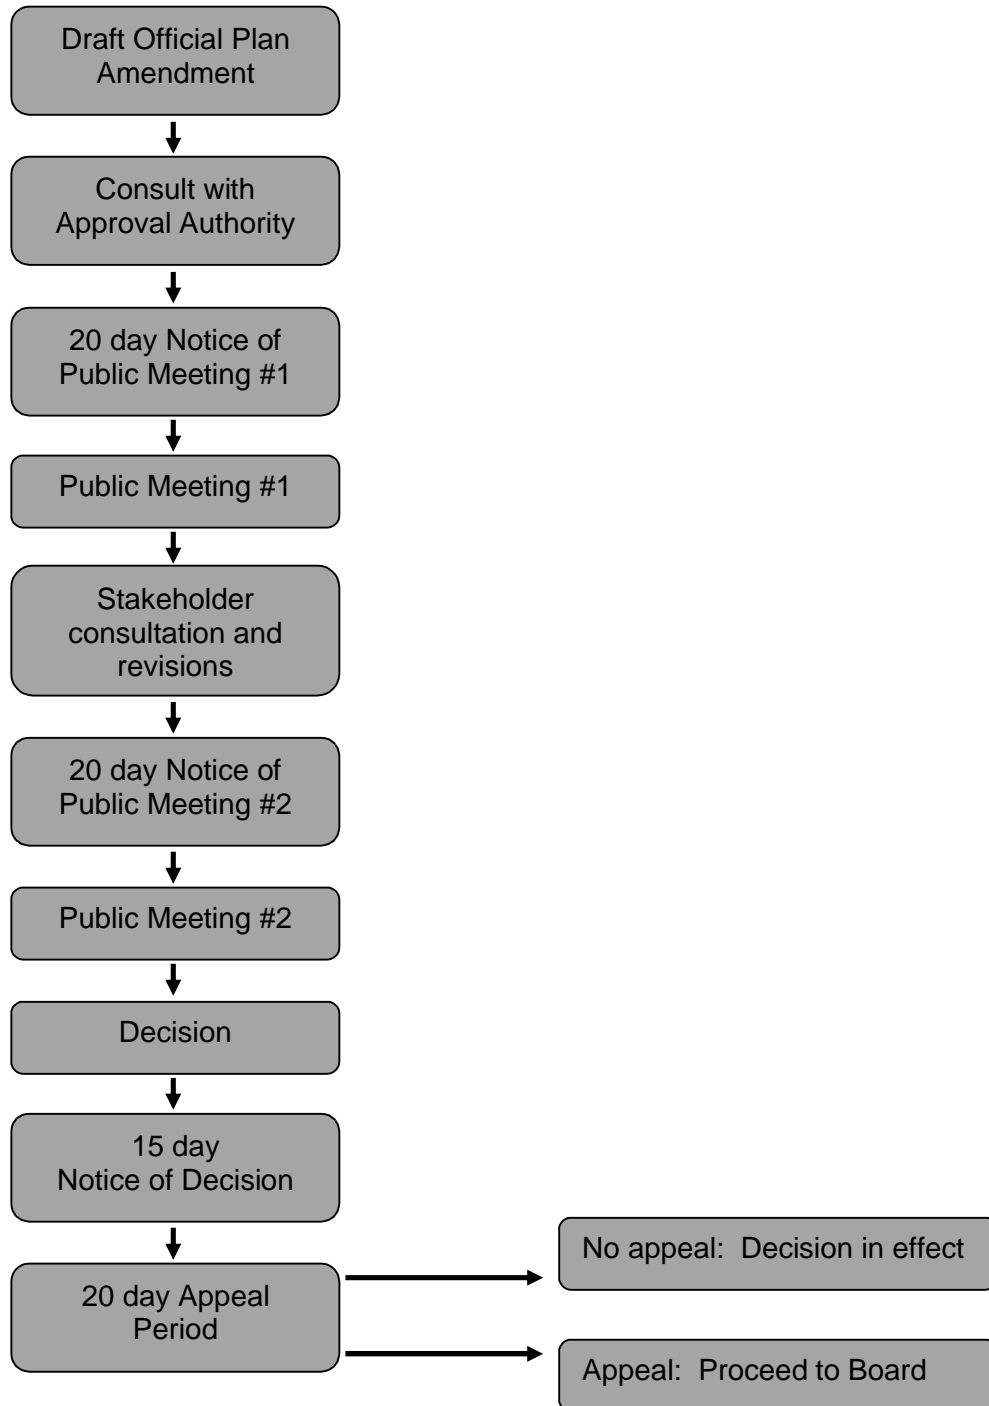 Draft Official Plan
Amendment
Consult with
Approval Authority
20 day Notice of
Public Meeting #1
Public Meeting #1
Stakeholder
consultation and
revisions
20 day Notice of
Public Meeting #2
Public Meeting #2
Decision
15 day
Notice of Decision
20 day Appeal
Period
No appeal:  Decision in effect
Appeal:  Proceed to Board